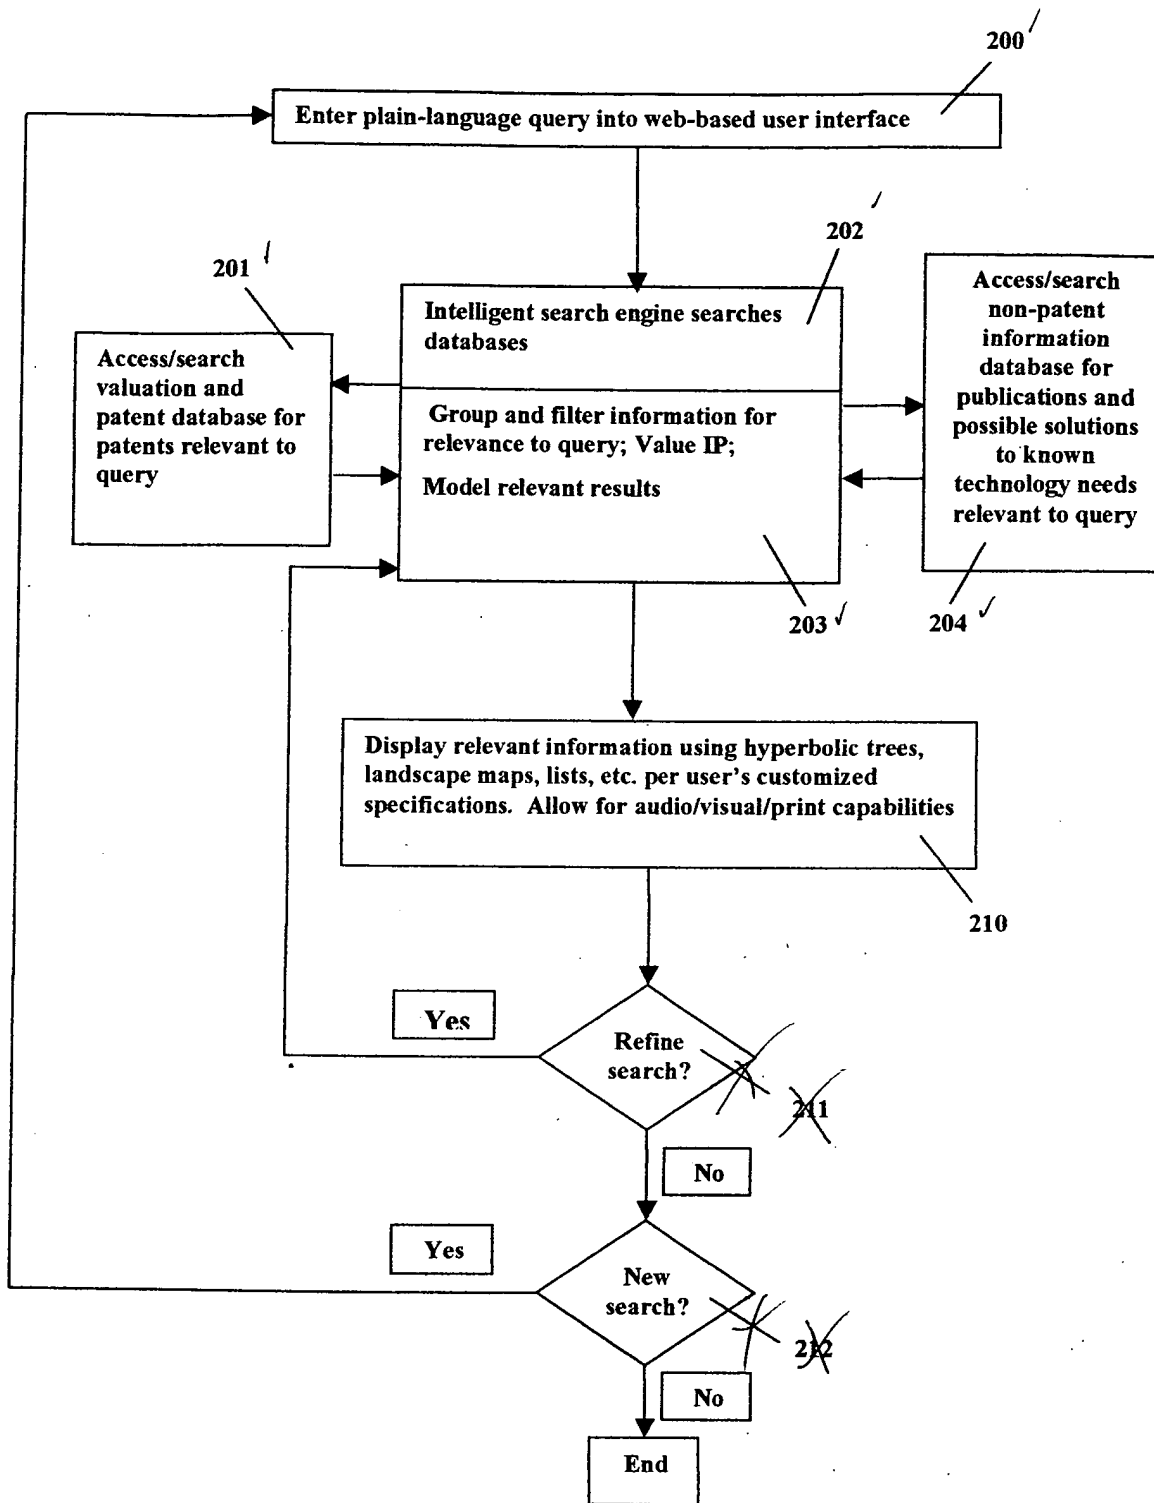 200
Enter plain-language query into web-based user interface
202
201
Intelligent search engine searches
databases
Access/search
valuation and
patent database for
patents relevant to
query
Group and filter information for
relevance to query; Value IP;
Model relevant results
Access/search
non-patent
information
database for
publications and
possible solutions
to known
technology needs
relevant to query
203
204
Display relevant information using hyperbolic trees,
landscape maps, lists, etc. per user's customized
specifications. Allow for audio/visual/print capabilities
210
Yes
Refine
search?
211
No
Yes
New
search?
212
No
End